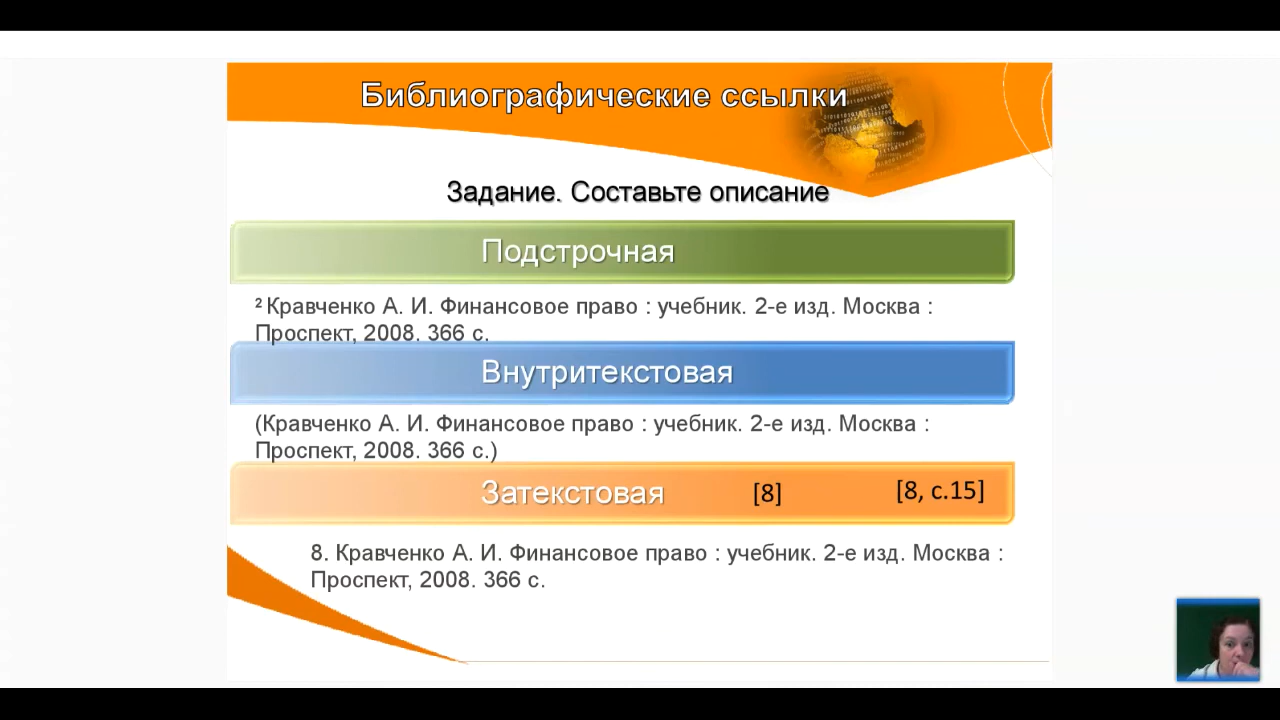 Библиографические ссылки
Задание. Составьте описание
Подстрочная
² Кравченко А. И. Финансовое право : учебник. 2-е изд. Москва :
Проспект, 2008. 366 с.
Внутритекстовая
(Кравченко А. И. Финансовое право : учебник. 2-е изд. Москва :
Проспект, 2008. 366 с.)
Затекстовая [8] [8, с.15]
8. Кравченко А. И. Финансовое право : учебник. 2-е изд. Москва :
Проспект, 2008. 366 с.